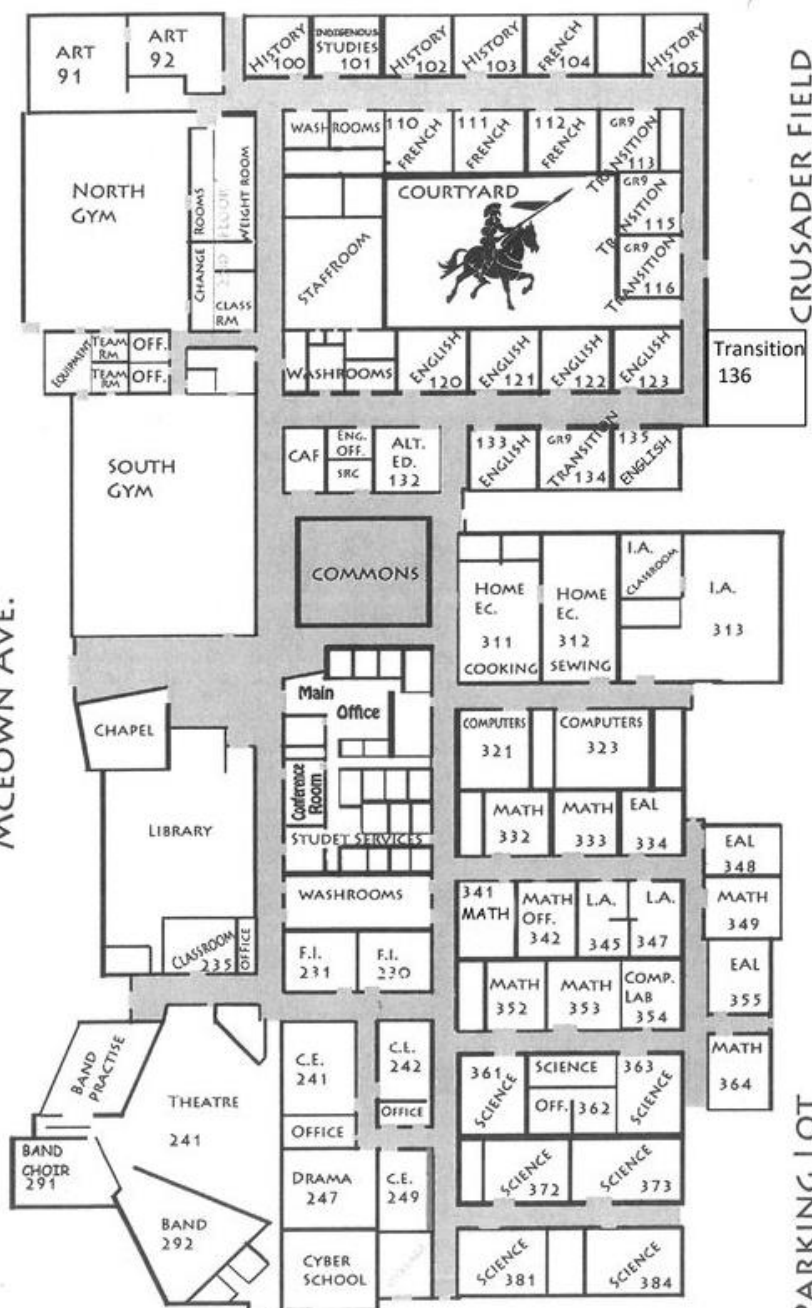 ART
91
ART
92
HISTORY
100
INDIGENOUS
STUDIES
101
HISTORY
102
HISTORY
103
FRENCH
104
HISTORY
105
CRUSADER FIELD
NORTH
GYM
CHANGE ROOMS
2ND FLOOR
WEIGHT ROOM
CLASS
RM
WASHROOMS
110
FRENCH
111
FRENCH
112
FRENCH
GR9
TRANSITION
113
COURTYARD
GR9
TRANSITION
115
GR9
TRANSITION
116
STAFFROOM
EQUIPMENT
TEAM
RM
OFF.
TEAM
RM
OFF.
WASHROOMS
ENGLISH
120
ENGLISH
121
ENGLISH
122
ENGLISH
123
Transition
136
SOUTH
GYM
CAF
ENG.
OFF.
SRC
ALT.
ED.
132
133
ENGLISH
GR9
TRANSITION
134
135
ENGLISH
COMMONS
HOME
EC.
311
COOKING
HOME
EC.
312
SEWING
I.A.
CLASSROOM
I.A.
313
MCEOWN AVE.
CHAPEL
Main
Office
COMPUTERS
321
COMPUTERS
323
Conference
Room
LIBRARY
STUDET SERVICES
MATH
332
MATH
333
EAL
334
EAL
348
WASHROOMS
341
MATH
MATH
OFF.
342
L.A.
345
L.A.
347
MATH
349
CLASSROOM
235
OFFICE
F.I.
231
F.I.
230
MATH
352
MATH
353
COMP.
LAB
354
EAL
355
BAND
PRACTISE
THEATRE
241
C.E.
241
C.E.
242
OFFICE
OFFICE
361
SCIENCE
SCIENCE
OFF.
362
363
SCIENCE
MATH
364
BAND
CHOIR
291
BAND
292
DRAMA
247
C.E.
249
SCIENCE
372
SCIENCE
373
CYBER
SCHOOL
SCIENCE
381
SCIENCE
384
PARKING LOT